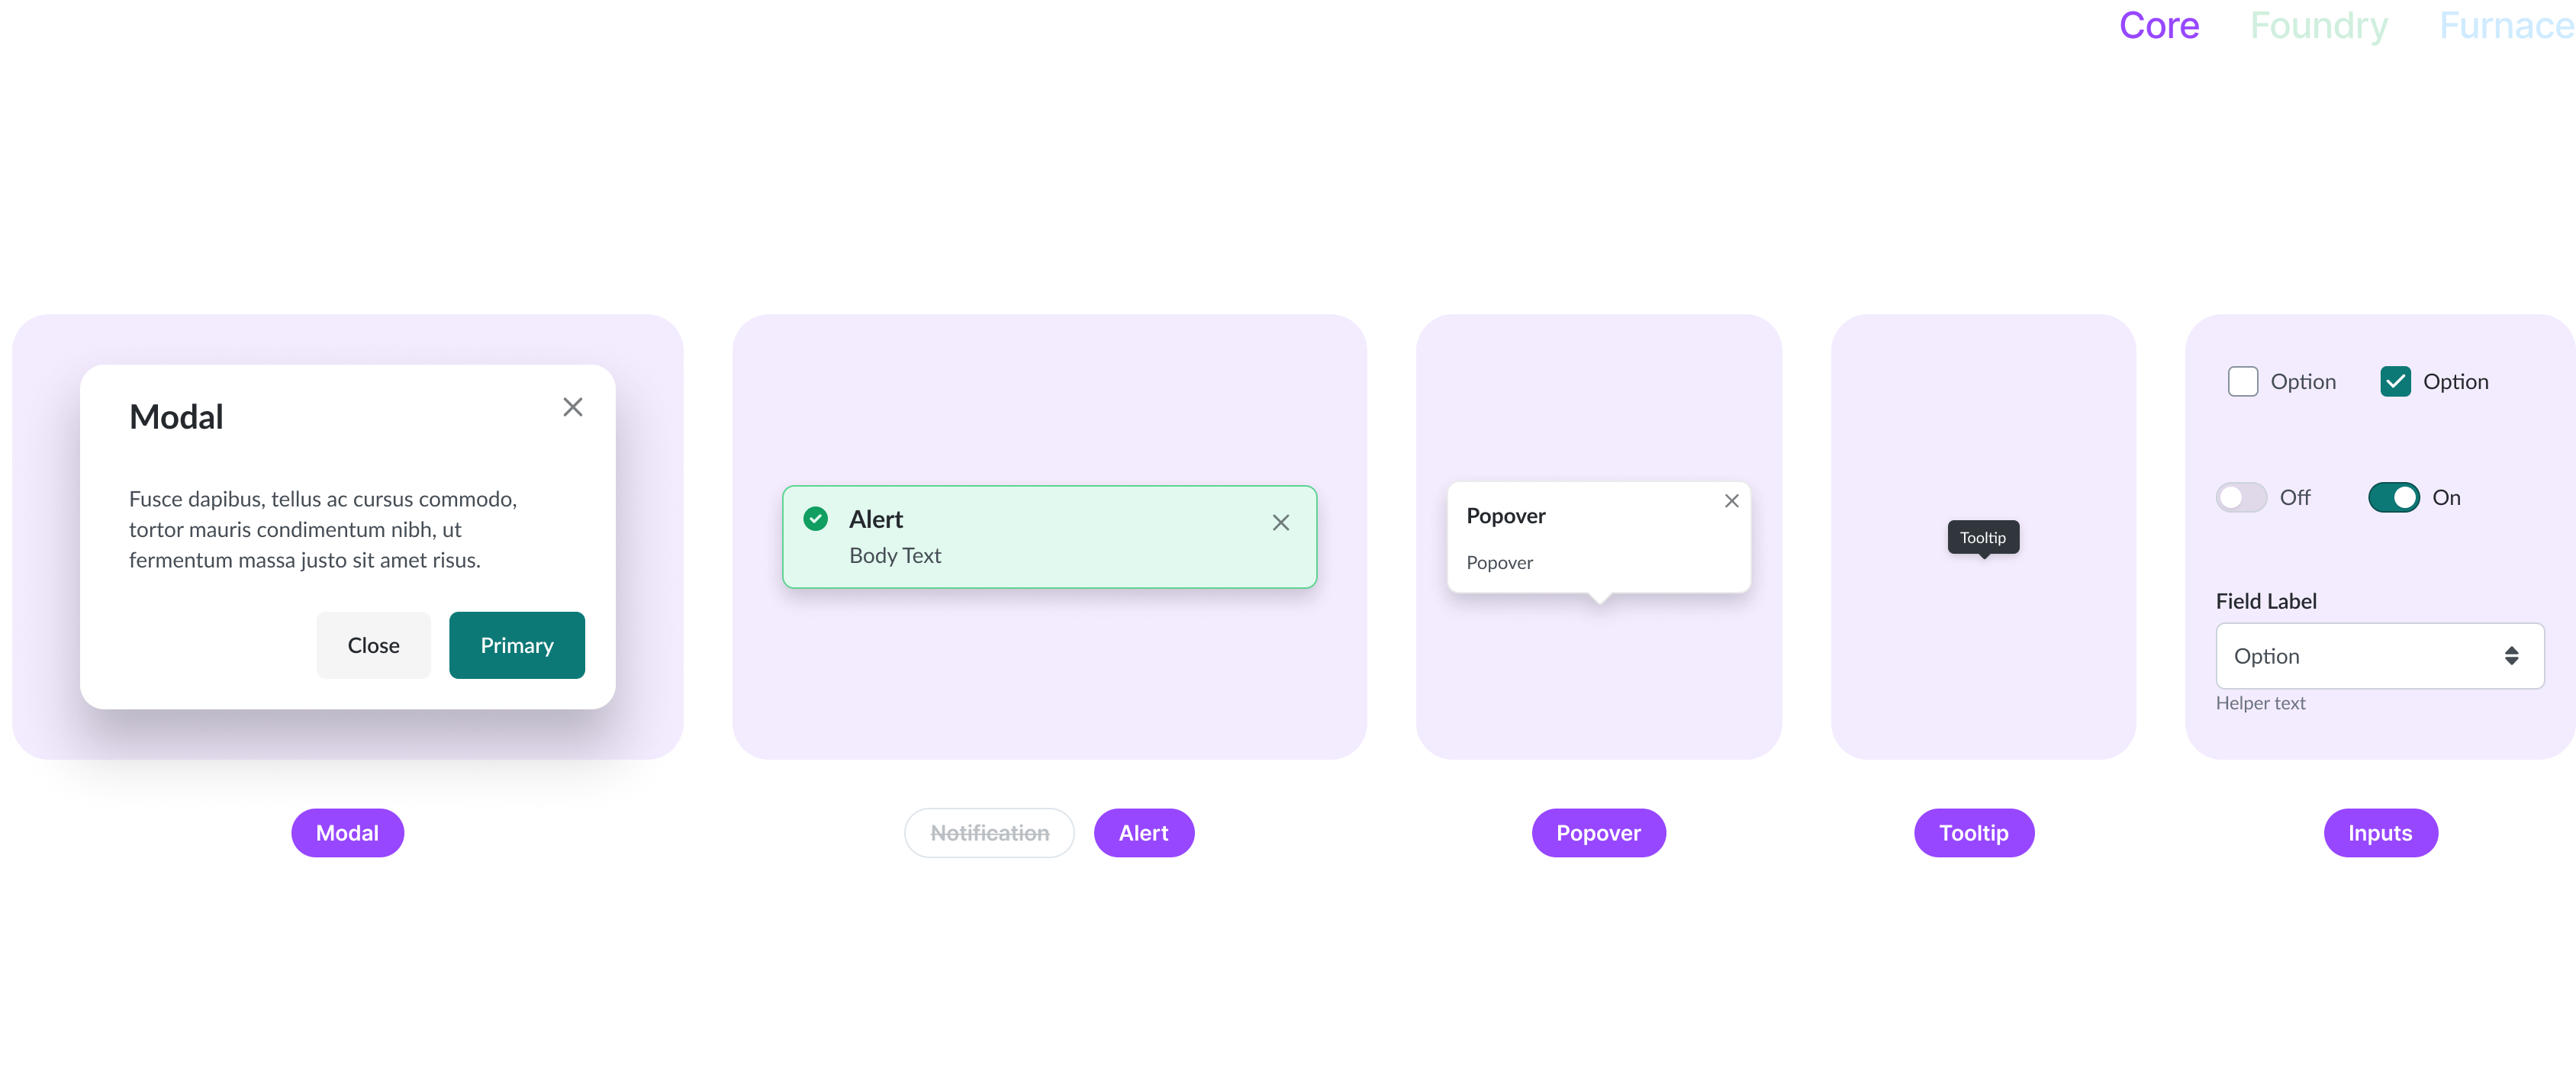 Core Foundry Furnace
Modal
Fusce dapibus, tellus ac cursus commodo,
tortor mauris condimentum nibh, ut
fermentum massa justo sit amet risus.
Close Primary
Modal
Alert
Body Text
Notification Alert
Popover
Popover
Popover
Tooltip
Tooltip
Option Option
Off On
Field Label
Option
Helper text
Inputs